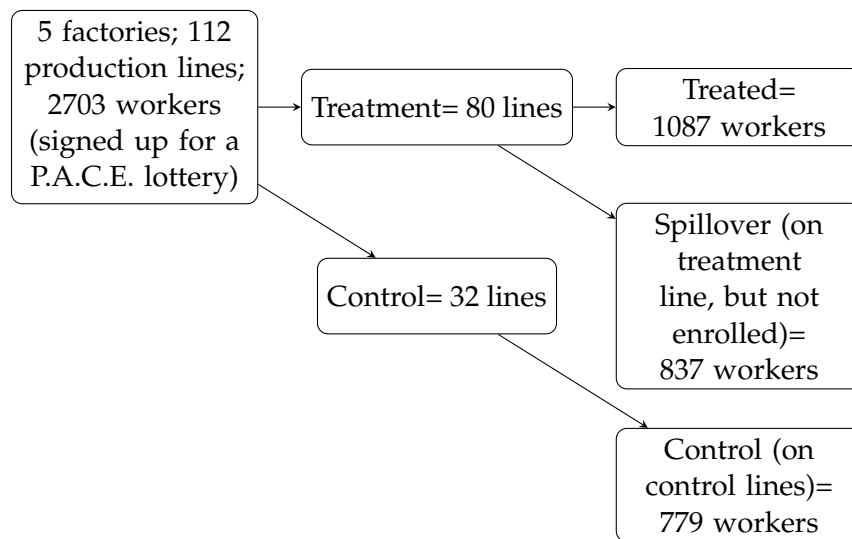 5 factories; 112
production lines;
2703 workers
(signed up for a
P.A.C.E. lottery)
Treatment= 80 lines
Treated=
1087 workers
Spillover (on
treatment
line, but not
enrolled)=
837 workers
Control= 32 lines
Control (on
control lines)=
779 workers